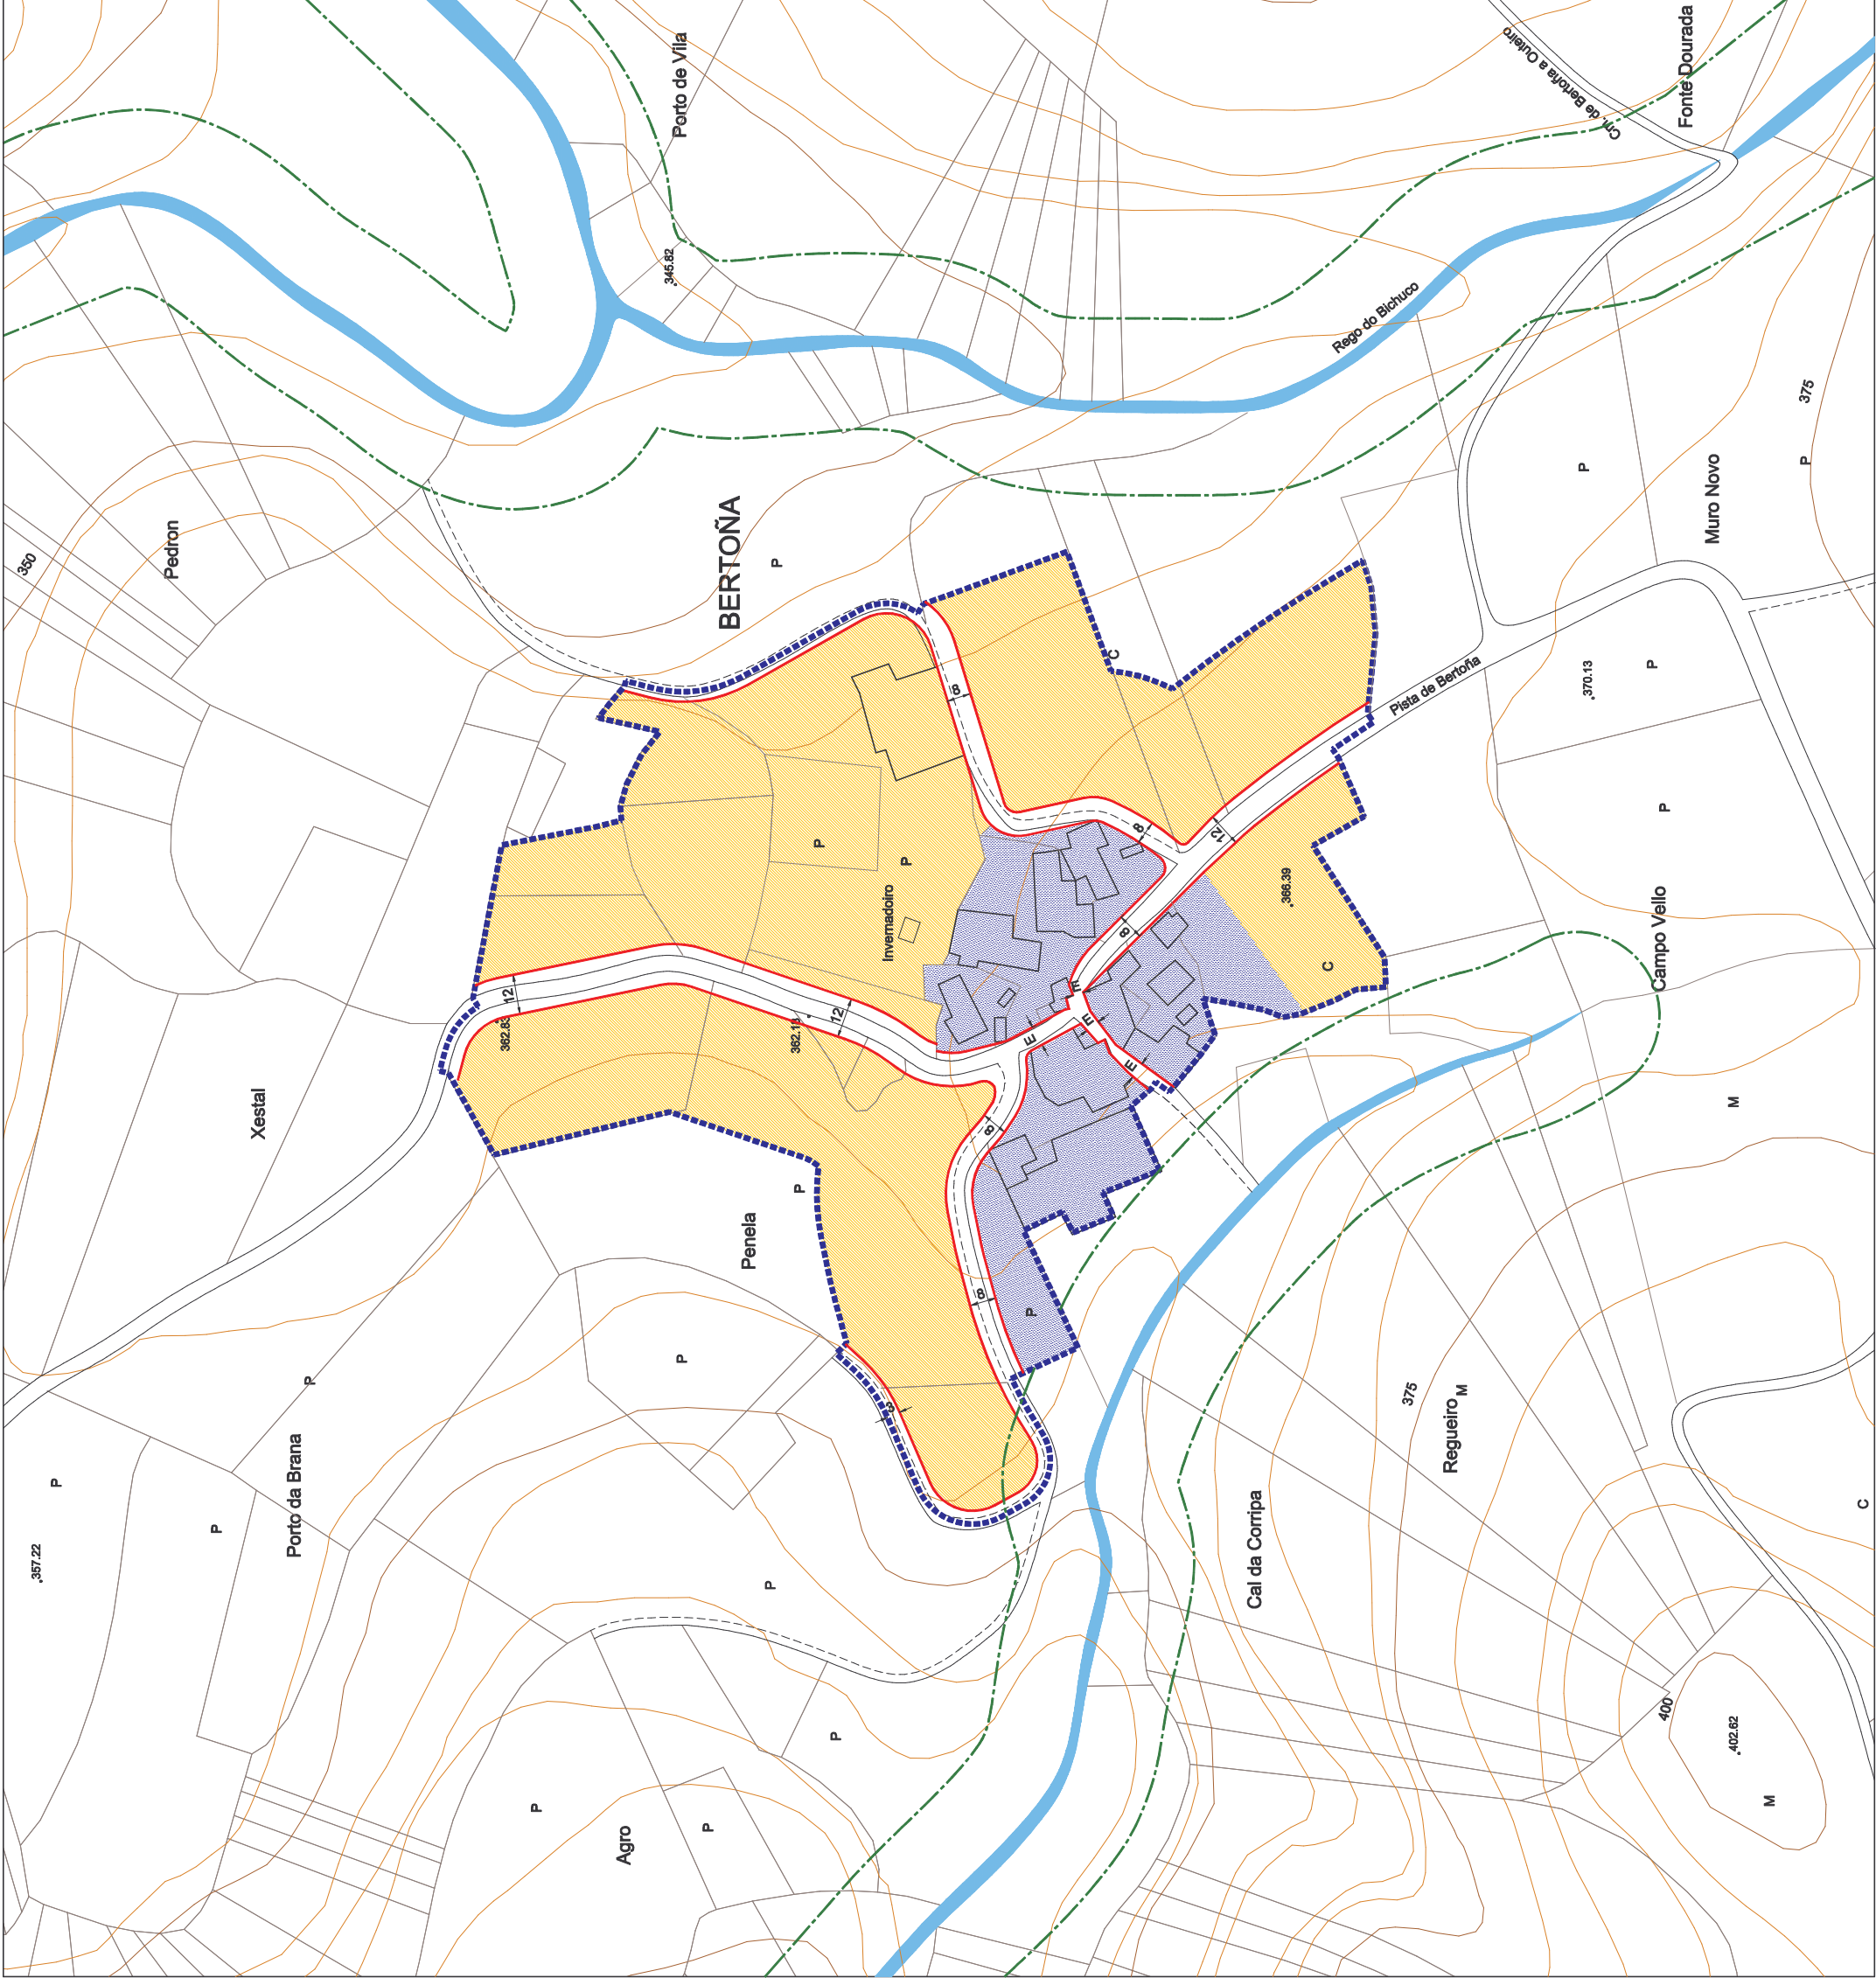 Porto de Vila
Fonte Dourada
Cm. de Bertoña a Outeiro
345.82
Rego do Bichuco
375
P
P
Muro Novo
350
Pedron
BERTOÑA
P
C
Pista de Bertoña
370.13
P
8
P
P
P
8
12
Invernadoiro
366.39
Campo Vello
C
8
12
12
362.83
362.18
E
E
E
E
M
Xestal
8
P
Penela
8
P
P
P
3
375
M
Regueiro
P
Porto da Brana
P
357.22
P
C
Cal da Corripa
400
402.62
M
P
P
P
Agro